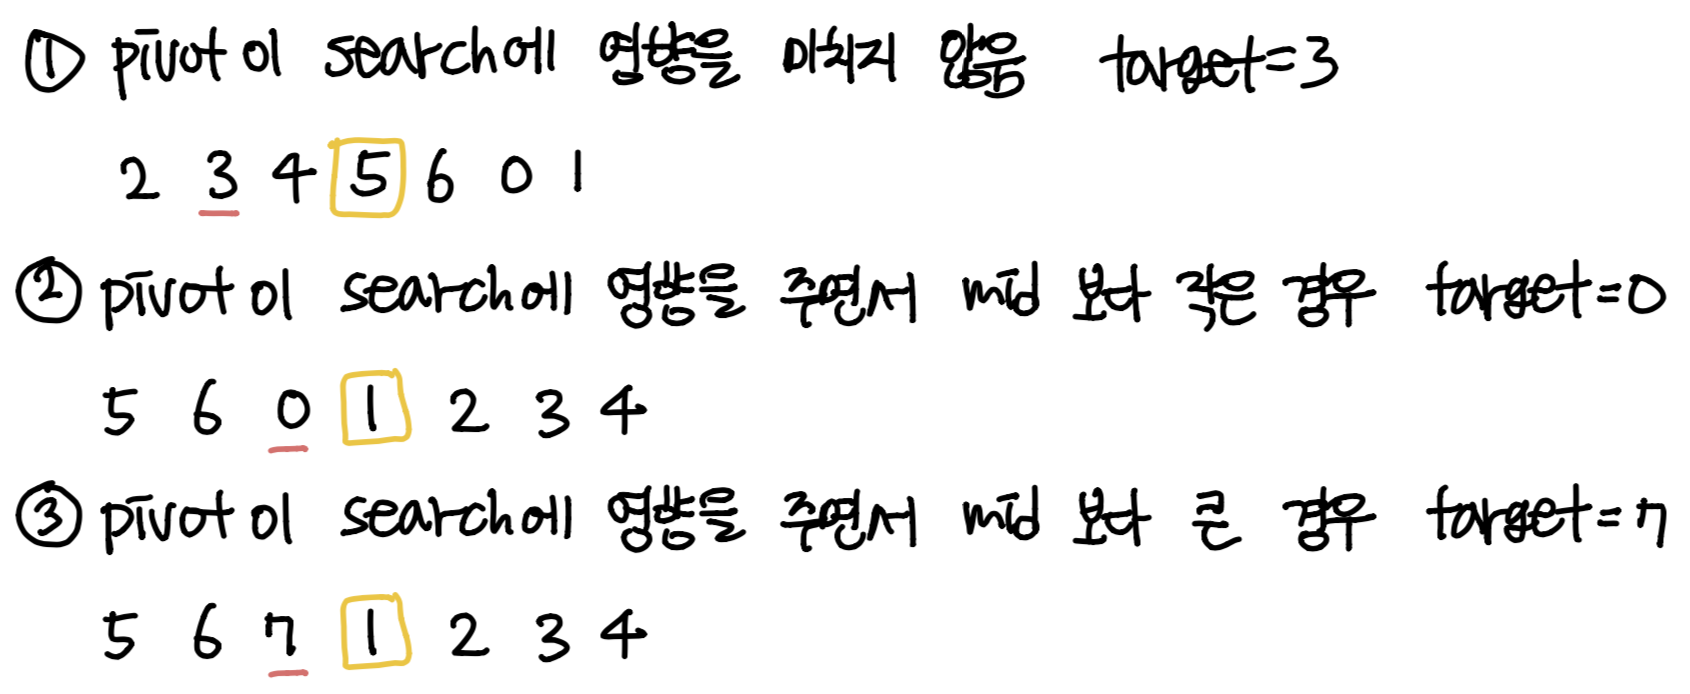 ① pivot이 search에 영향을 미치지 않음 target=3
2 3 4 5 6 0 1
② pivot이 search에 영향을 주면서 mid 보다 작은 경우 target=0
5 6 0 1 2 3 4
③ pivot이 search에 영향을 주면서 mid 보다 큰 경우 target=7
5 6 7 1 2 3 4